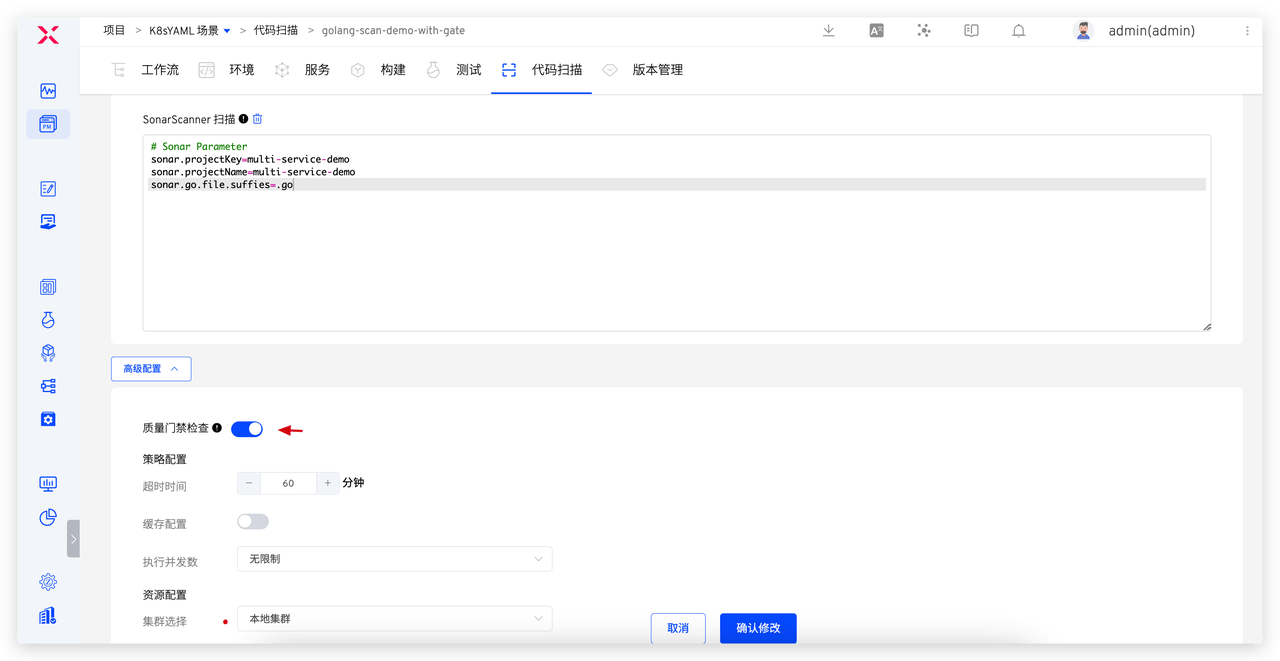 项目 > K8sYAML 场景 > 代码扫描 > golang-scan-demo-with-gate
admin(admin)
工作流 环境 服务 构建 测试 代码扫描 版本管理
SonarScanner 扫描
# Sonar Parameter
sonar.projectKey=multi-service-demo
sonar.projectName=multi-service-demo
sonar.go.file.suffies=.go
高级配置
质量门禁检查
策略配置
超时时间 − 60 + 分钟
缓存配置
执行并发数 无限制
资源配置
集群选择 本地集群
取消 确认修改